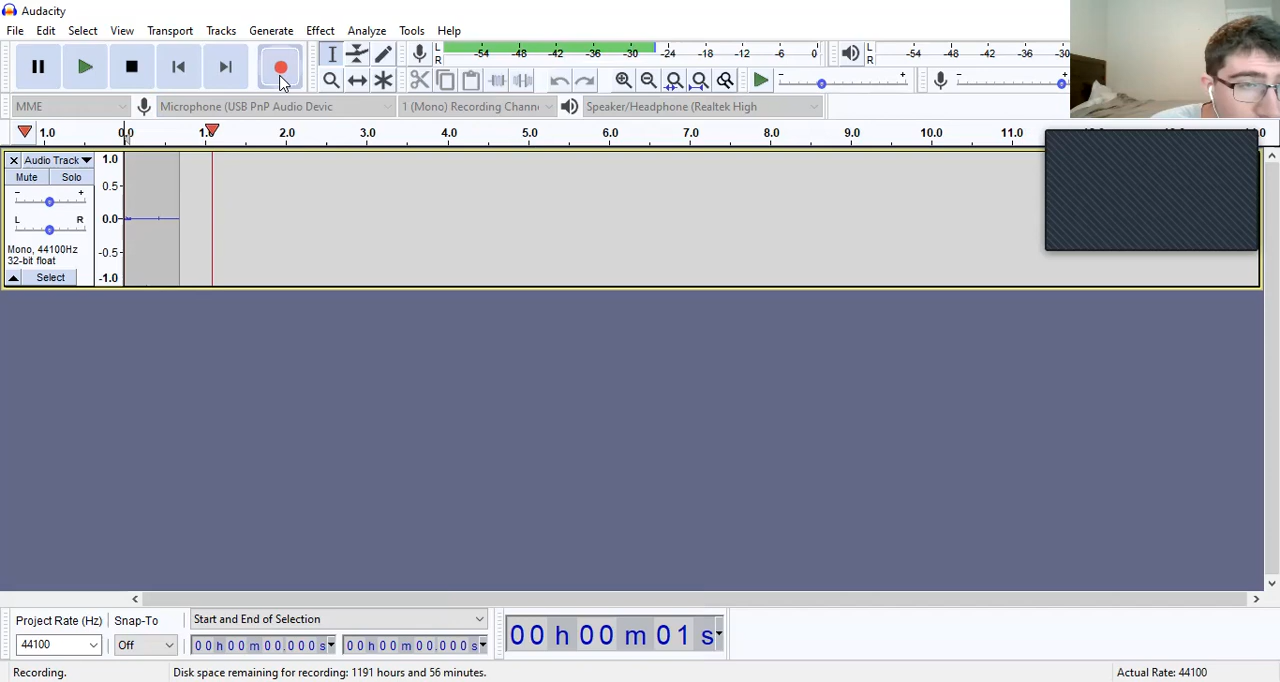 Audacity
File Edit Select View Transport Tracks Generate Effect Analyze Tools Help
L R -54 -48 -42 -36 -30 -24 -18 -12 -6 0 L R -54 -48 -42 -36 -30
- + - +
MME Microphone (USB PnP Audio Devic 1 (Mono) Recording Chann Speaker/Headphone (Realtek High
1.0 0.0 1.0 2.0 3.0 4.0 5.0 6.0 7.0 8.0 9.0 10.0 11.0
Audio Track 1.0
Mute Solo
0.5
- +
L R 0.0
Mono, 44100Hz -0.5
32-bit float
Select -1.0
Project Rate (Hz) Snap-To Start and End of Selection
44100 Off 00 h 00 m 00.000 s 00 h 00 m 00.000 s 00 h 00 m 01 s
Recording. Disk space remaining for recording: 1191 hours and 56 minutes. Actual Rate: 44100